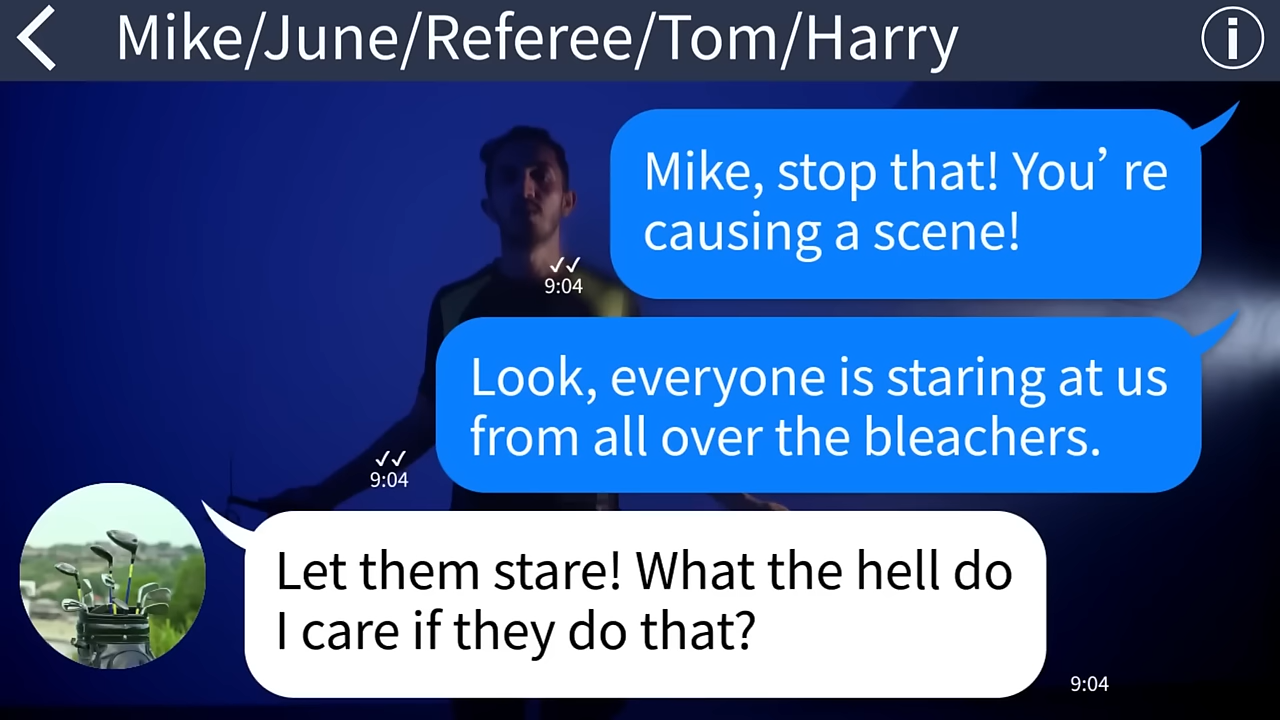 Mike/June/Referee/Tom/Harry
Mike, stop that! You’ re
causing a scene!
9:04
Look, everyone is staring at us
from all over the bleachers.
9:04
Let them stare! What the hell do
I care if they do that?
9:04